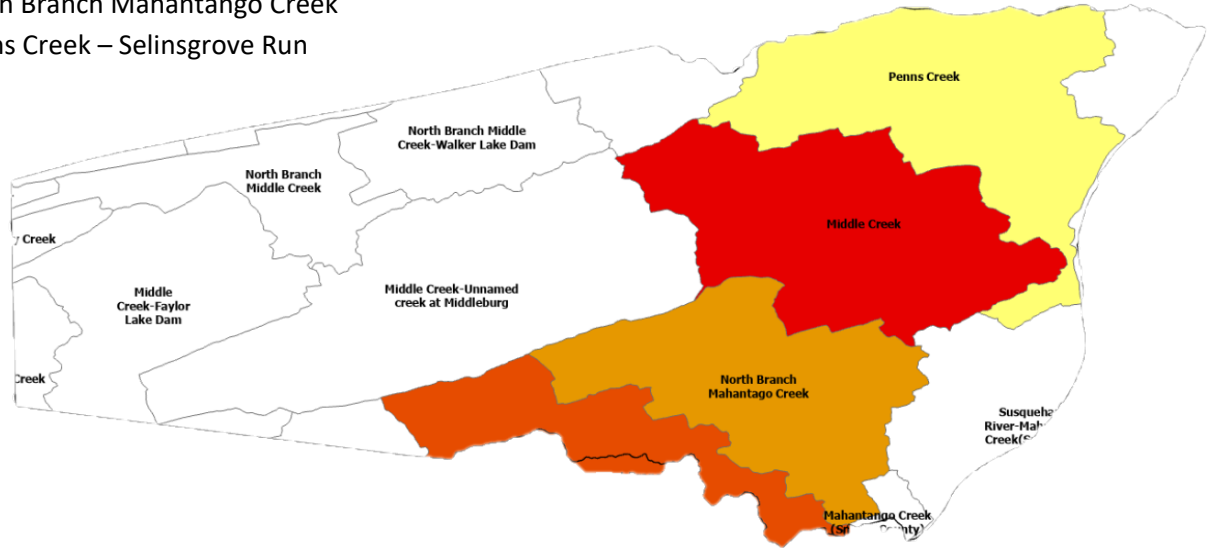 Branch Mahantango Creek
Creek – Selinsgrove Run
Penns Creek
North Branch Middle
Creek-Walker Lake Dam
North Branch
Middle Creek
Creek
Middle Creek
Middle
Creek-Faylor
Lake Dam
Middle Creek-Unnamed
creek at Middleburg
Creek
North Branch
Mahantago Creek
River-
Mahantango Creek